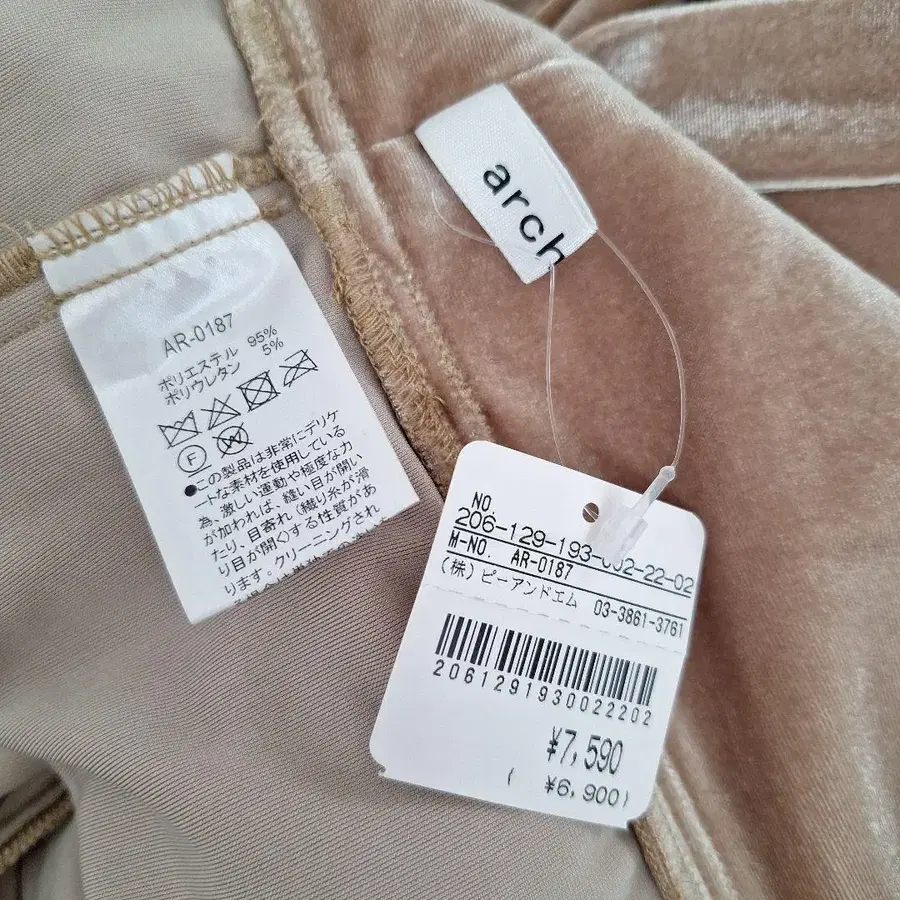 arch
AR-0187
ポリエステル 95%
ポリウレタン 5%
F
●この製品は非常にデリケ
ートな素材を使用している
為、激しい運動や極度な力
が加われば、縫い目が開い
たり、目寄れ(織り糸が滑
り目が開く)する性質があ
ります。クリーニングされ
NO.
206-129-193-002-22-02
M-NO. AR-0187
(株)ピーアンドエム 03-3861-3761
2061291930022202
¥7,590
( ¥6,900)